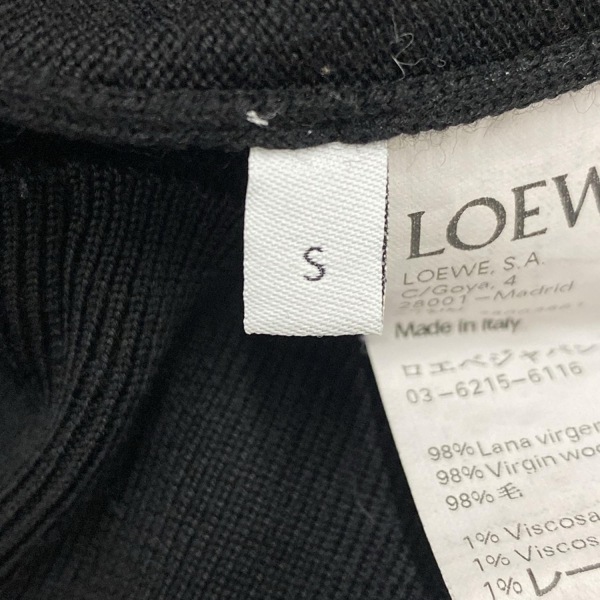 S
LOEW
LOEWE, S.A.
C/Goya, 4
28001-Madrid
Made in Italy
ロエベジャパン
03-6215-6116
98% Lana virgen
98% Virgin woo
98% 毛
1% Viscosa
1% Viscos
1% レー